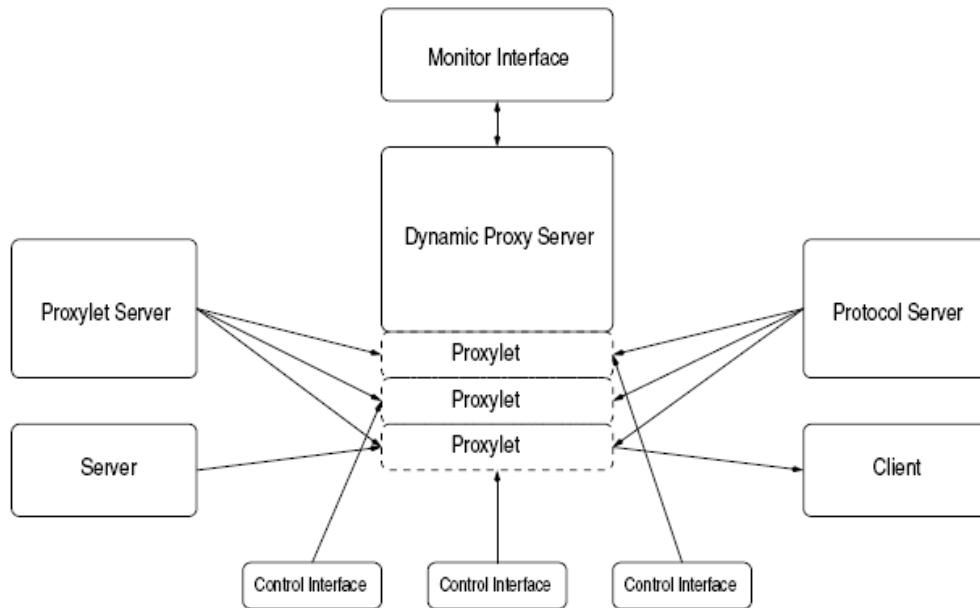 Monitor Interface
Dynamic Proxy Server
Proxylet Server
Protocol Server
Proxylet
Proxylet
Proxylet
Server
Client
Control Interface
Control Interface
Control Interface